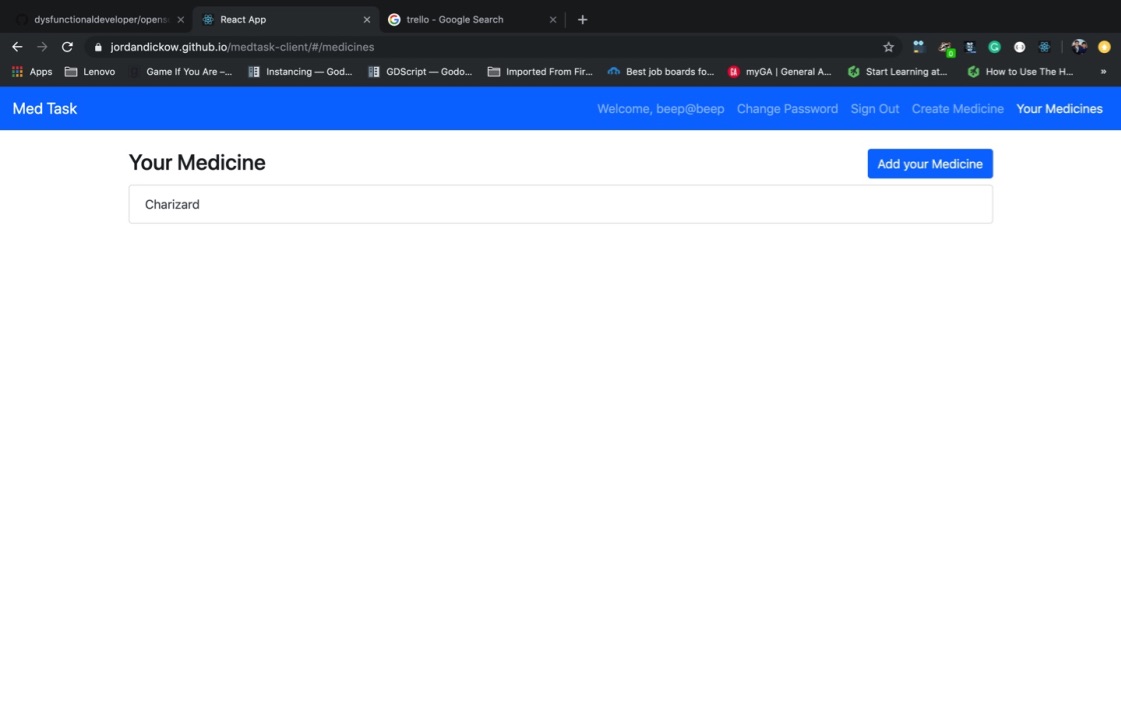 dysfunctionaldeveloper/opens
React App
trello - Google Search
jordandickow.github.io/medtask-client/#/medicines
Apps Lenovo Game If You Are –... Instancing — God... GDScript — Godo... Imported From Fir... Best job boards fo... myGA | General A... Start Learning at... How to Use The H... »
Med Task
Welcome, beep@beep Change Password Sign Out Create Medicine Your Medicines
Your Medicine
Add your Medicine
Charizard